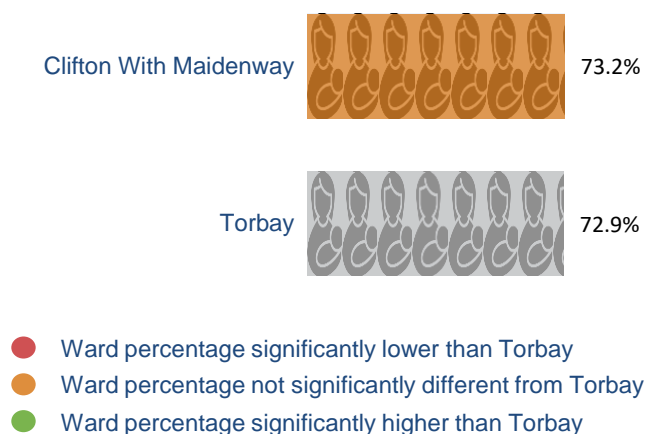 Clifton With Maidenway 73.2%
Torbay 72.9%
Ward percentage significantly lower than Torbay
Ward percentage not significantly different from Torbay
Ward percentage significantly higher than Torbay